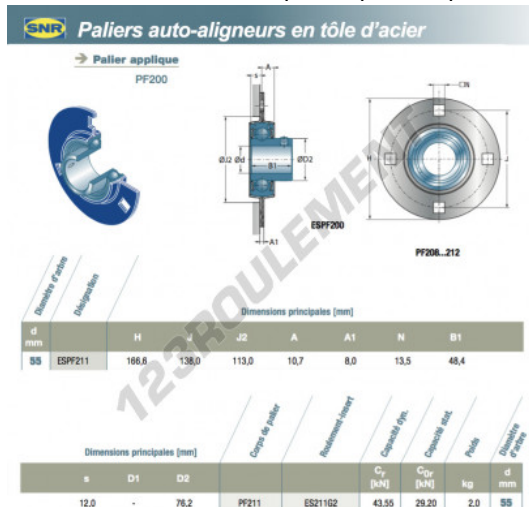 SNR Paliers auto-aligneurs en tôle d'acier
Palier applique
PF200
A
s
□N
ØJ2
Ød
B1
ØD2
H
J
A1
ESPF200
PF208...212
123ROULEMENT
Diamètre d'arbre
Désignation
Dimensions principales [mm]
d mm H J J2 A A1 N B1
55 ESPF211 166,6 138,0 113,0 10,7 8,0 13,5 48,4
Dimensions principales [mm]
Corps de palier
Roulement-insert
Capacité dyn.
Capacité stat.
Poids
Diamètre d'arbre
s D1 D2 Cr [kN] C0r [kN] kg d mm
12,0 - 76,2 PF211 ES211G2 43,55 29,20 2,0 55